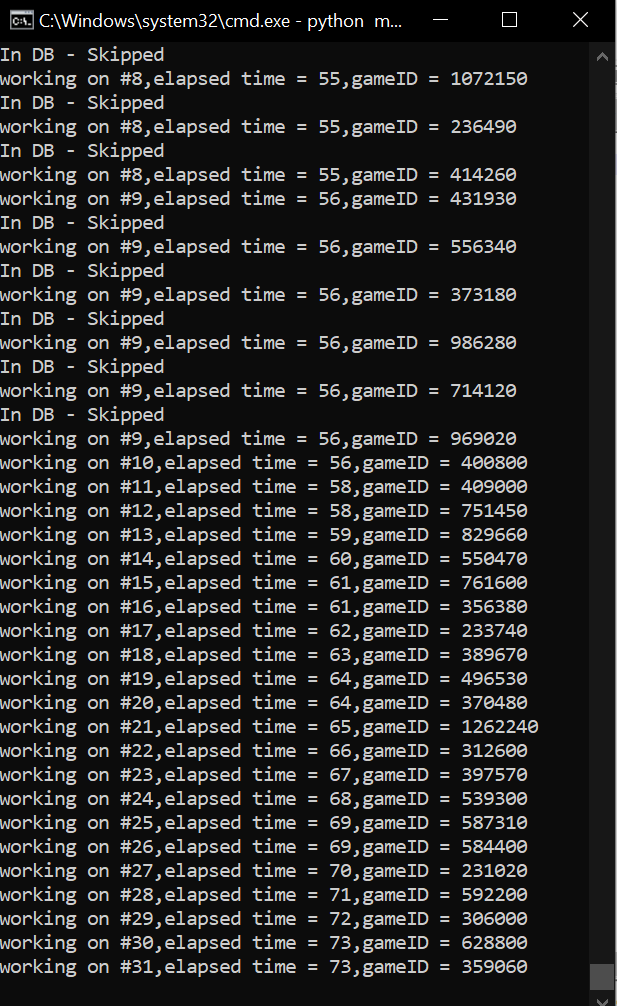 C:\Windows\system32\cmd.exe - python m...
In DB - Skipped
working on #8,elapsed time = 55,gameID = 1072150
In DB - Skipped
working on #8,elapsed time = 55,gameID = 236490
In DB - Skipped
working on #8,elapsed time = 55,gameID = 414260
working on #9,elapsed time = 56,gameID = 431930
In DB - Skipped
working on #9,elapsed time = 56,gameID = 556340
In DB - Skipped
working on #9,elapsed time = 56,gameID = 373180
In DB - Skipped
working on #9,elapsed time = 56,gameID = 986280
In DB - Skipped
working on #9,elapsed time = 56,gameID = 714120
In DB - Skipped
working on #9,elapsed time = 56,gameID = 969020
working on #10,elapsed time = 56,gameID = 400800
working on #11,elapsed time = 58,gameID = 409000
working on #12,elapsed time = 58,gameID = 751450
working on #13,elapsed time = 59,gameID = 829660
working on #14,elapsed time = 60,gameID = 550470
working on #15,elapsed time = 61,gameID = 761600
working on #16,elapsed time = 61,gameID = 356380
working on #17,elapsed time = 62,gameID = 233740
working on #18,elapsed time = 63,gameID = 389670
working on #19,elapsed time = 64,gameID = 496530
working on #20,elapsed time = 64,gameID = 370480
working on #21,elapsed time = 65,gameID = 1262240
working on #22,elapsed time = 66,gameID = 312600
working on #23,elapsed time = 67,gameID = 397570
working on #24,elapsed time = 68,gameID = 539300
working on #25,elapsed time = 69,gameID = 587310
working on #26,elapsed time = 69,gameID = 584400
working on #27,elapsed time = 70,gameID = 231020
working on #28,elapsed time = 71,gameID = 592200
working on #29,elapsed time = 72,gameID = 306000
working on #30,elapsed time = 73,gameID = 628800
working on #31,elapsed time = 73,gameID = 359060